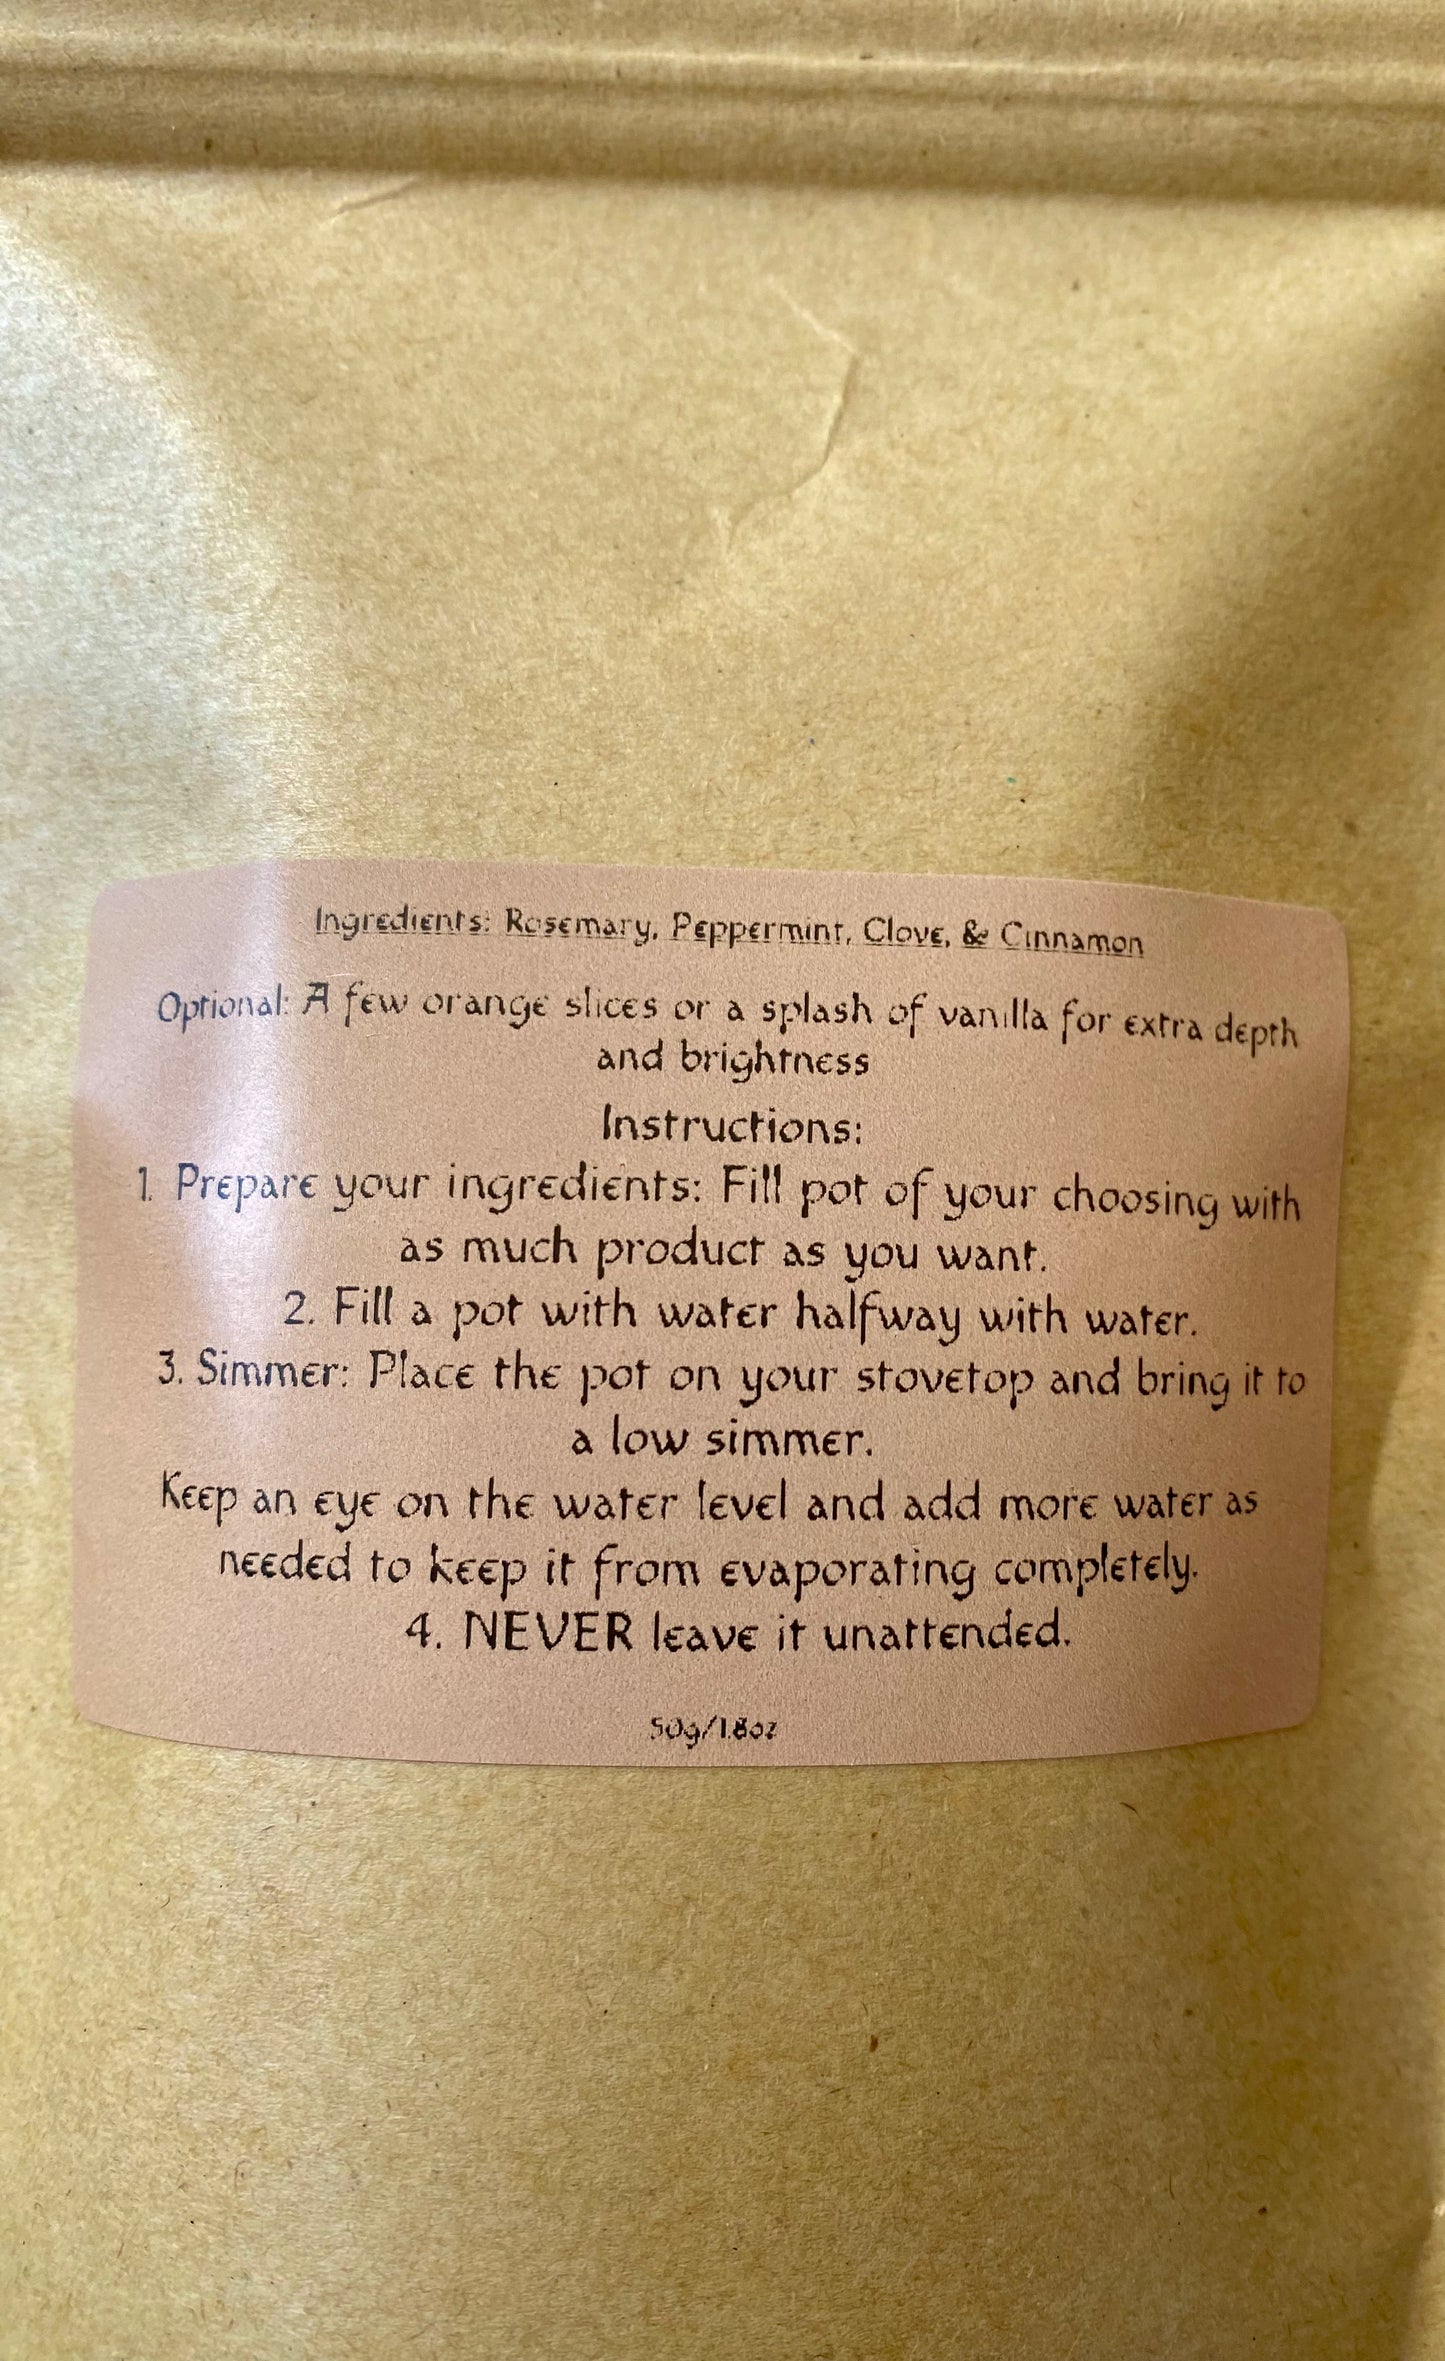 Ingredients: Rosemary, Peppermint, Clove, & Cinnamon
Optional: A few orange slices or a splash of vanilla for extra depth
and brightness
Instructions:
1. Prepare your ingredients: Fill pot of your choosing with
as much product as you want.
2. Fill a pot with water halfway with water.
3. Simmer: Place the pot on your stovetop and bring it to
a low simmer.
Keep an eye on the water level and add more water as
needed to keep it from evaporating completely.
4. NEVER leave it unattended.
50g/1.8oz